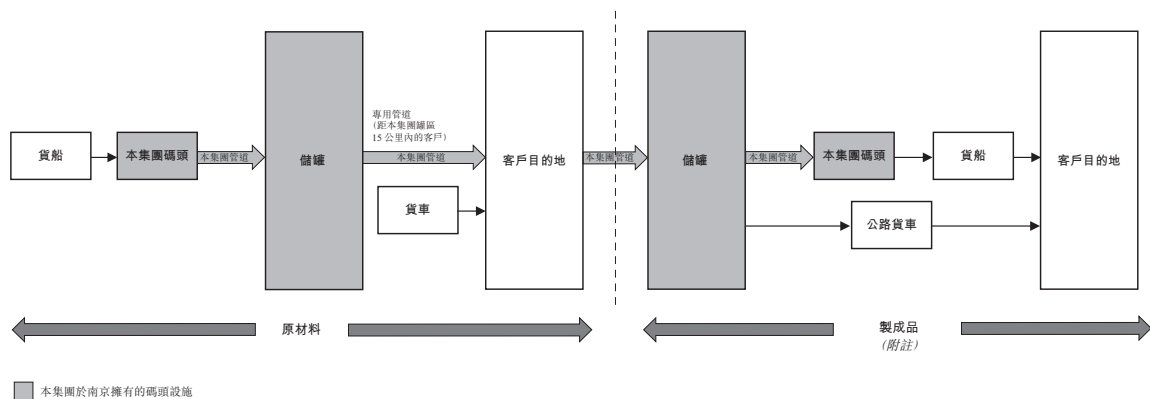 貨船
本集團碼頭
本集團管道
儲罐
專用管道
(距本集團罐區
15 公里內的客戶)
本集團管道
貨車
客戶目的地
本集團管道
儲罐
本集團管道
本集團碼頭
貨船
公路貨車
客戶目的地
原材料
製成品
(附註)
本集團於南京擁有的碼頭設施